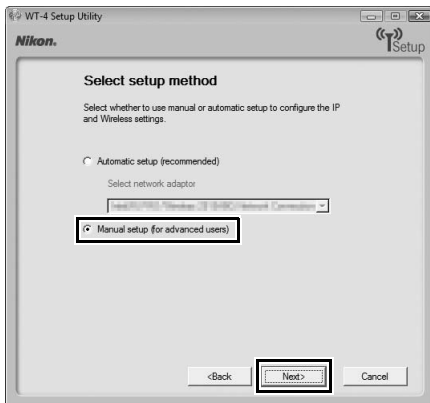 WT-4 Setup Utility
Nikon.
Setup
Select setup method
Select whether to use manual or automatic setup to configure the IP
and Wireless settings.
Automatic setup (recommended)
Select network adaptor
Manual setup (for advanced users)
<Back
Next>
Cancel